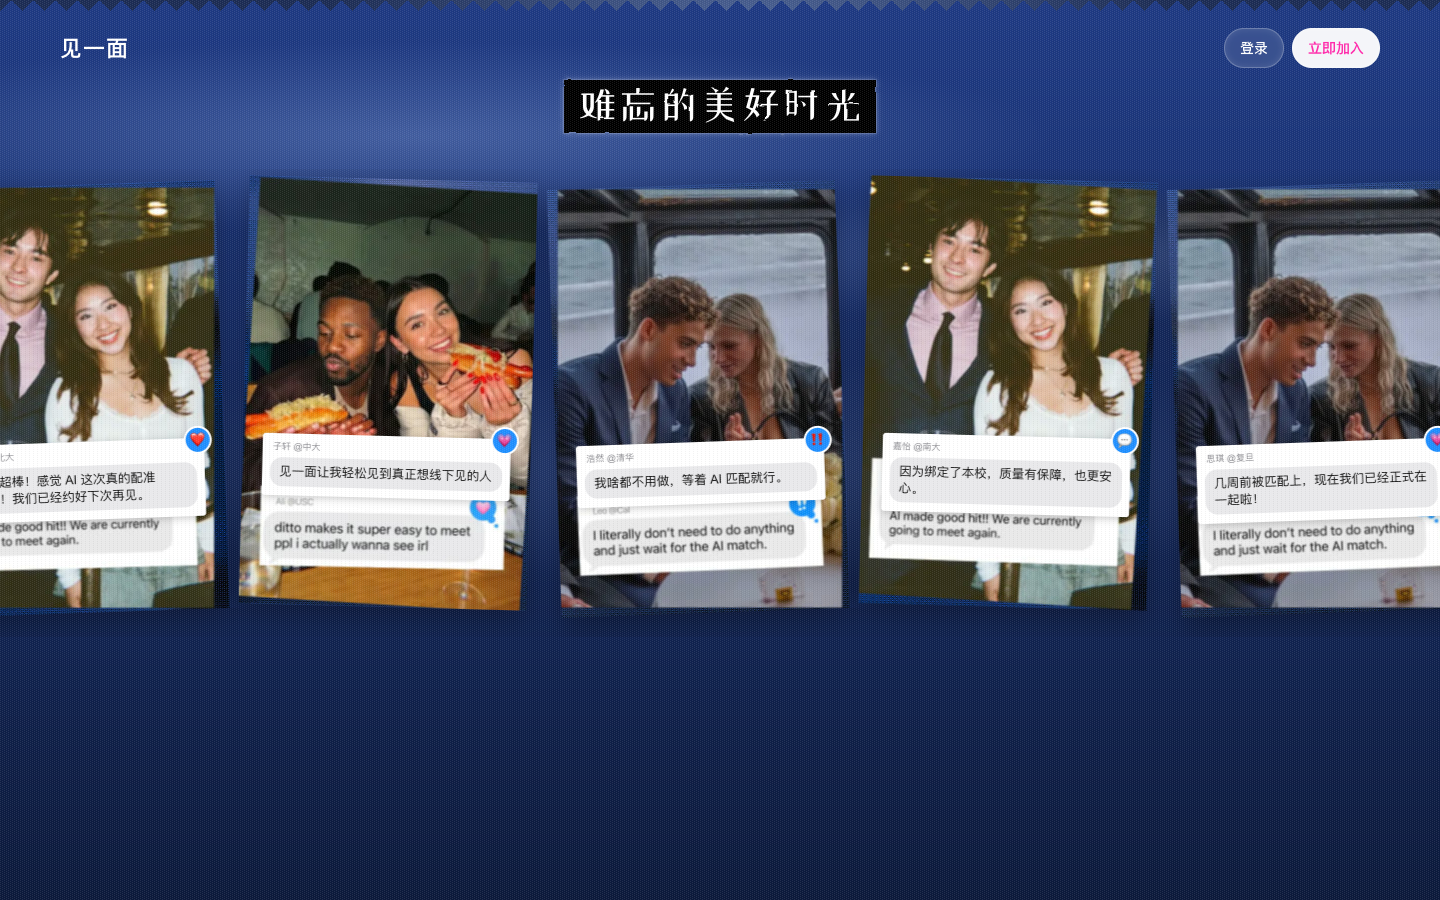 见一面
登录
立即加入
难忘的美好时光
超棒！感觉 AI 这次真的配准
！我们已经约好下次再见。
de good hit!! We are currently
to meet again.
子轩 @中大
见一面让我轻松见到真正想线下见的人
Ali @USC
ditto makes it super easy to meet
ppl i actually wanna see irl
浩然 @清华
我啥都不用做，等着 AI 匹配就行。
Leo @Cal
I literally don't need to do anything
and just wait for the AI match.
嘉怡 @南大
因为绑定了本校，质量有保障，也更安
心。
AI made good hit!! We are currently
going to meet again.
思琪 @复旦
几周前被匹配上，现在我们已经正式在
一起啦！
I literally don't need to do anything
and just wait for the AI match.